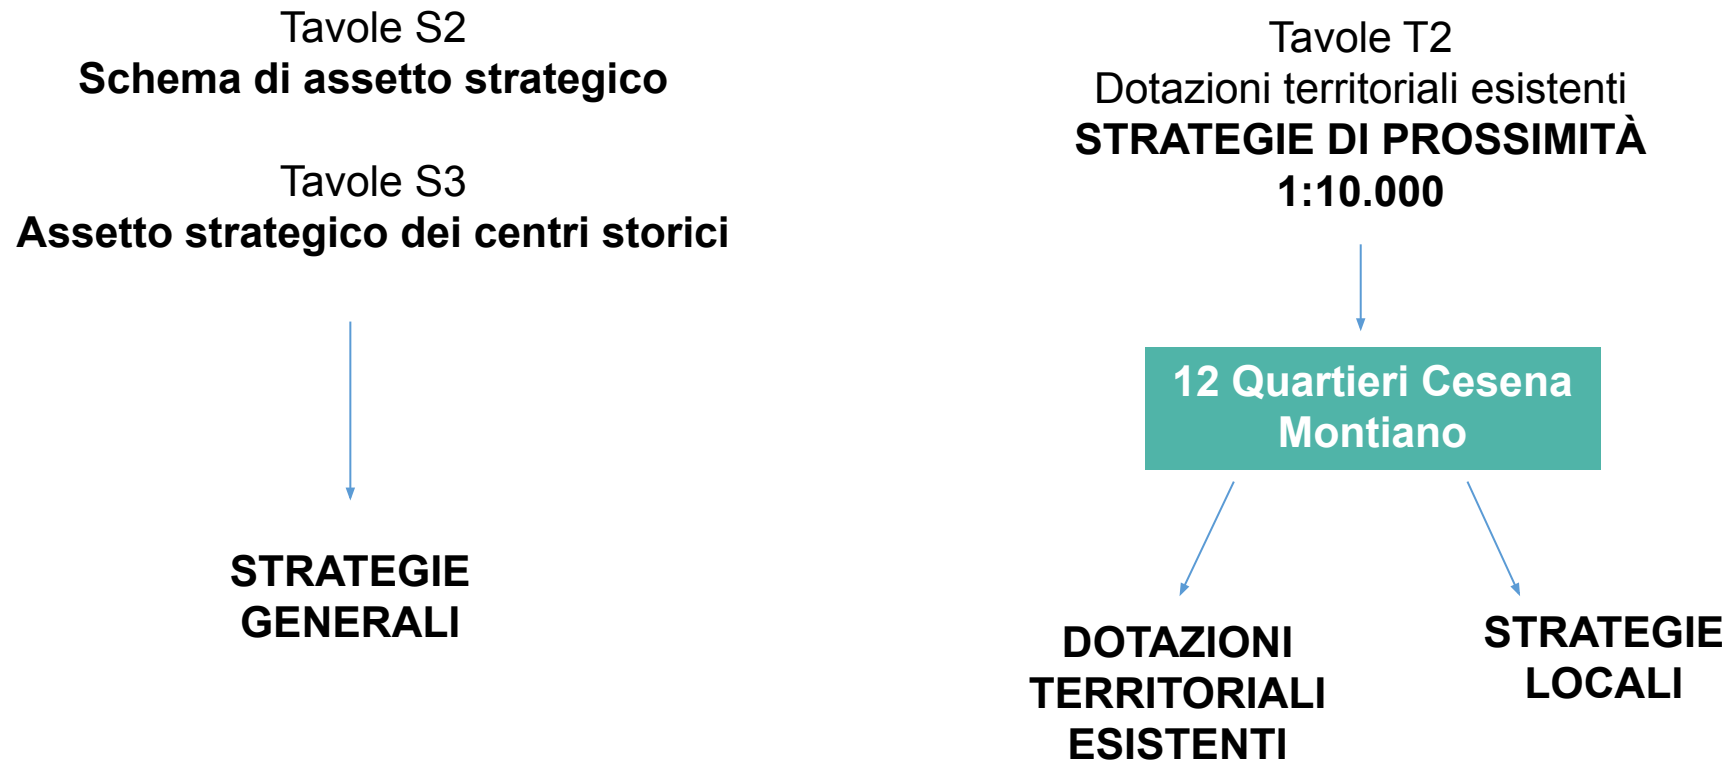 Tavole S2
Schema di assetto strategico
Tavole S3
Assetto strategico dei centri storici
STRATEGIE
GENERALI
Tavole T2
Dotazioni territoriali esistenti
STRATEGIE DI PROSSIMITÀ
1:10.000
12 Quartieri Cesena
Montiano
DOTAZIONI
TERRITORIALI
ESISTENTI
STRATEGIE
LOCALI